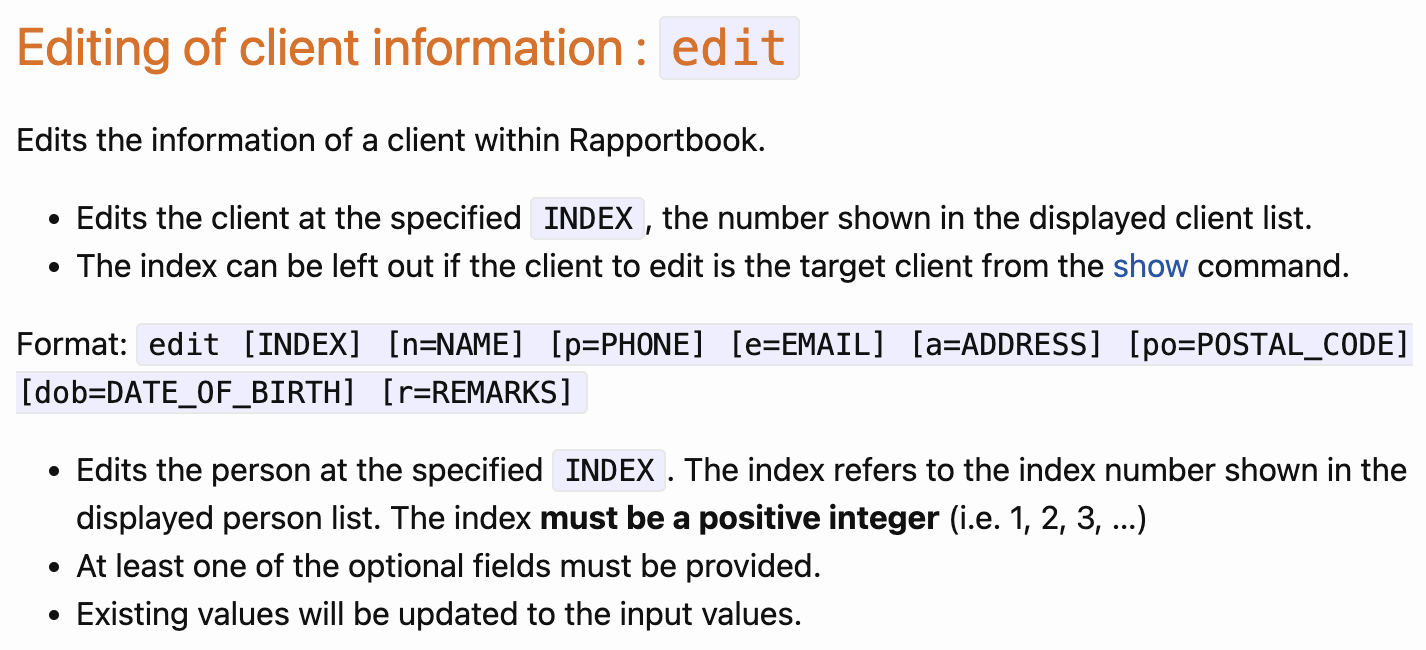 Editing of client information : edit
Edits the information of a client within Rapportbook.
• Edits the client at the specified INDEX, the number shown in the displayed client list.
• The index can be left out if the client to edit is the target client from the show command.
Format: edit [INDEX] [n=NAME] [p=PHONE] [e=EMAIL] [a=ADDRESS] [po=POSTAL_CODE]
[dob=DATE_OF_BIRTH] [r=REMARKS]
• Edits the person at the specified INDEX. The index refers to the index number shown in the
displayed person list. The index must be a positive integer (i.e. 1, 2, 3, …)
• At least one of the optional fields must be provided.
• Existing values will be updated to the input values.